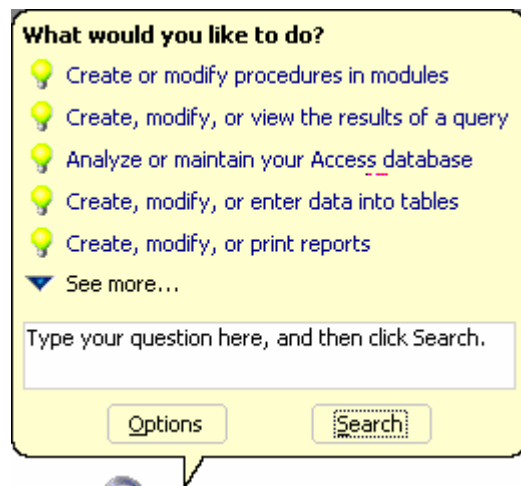 What would you like to do?
Create or modify procedures in modules
Create, modify, or view the results of a query
Analyze or maintain your Access database
Create, modify, or enter data into tables
Create, modify, or print reports
See more...
Type your question here, and then click Search.
Options Search